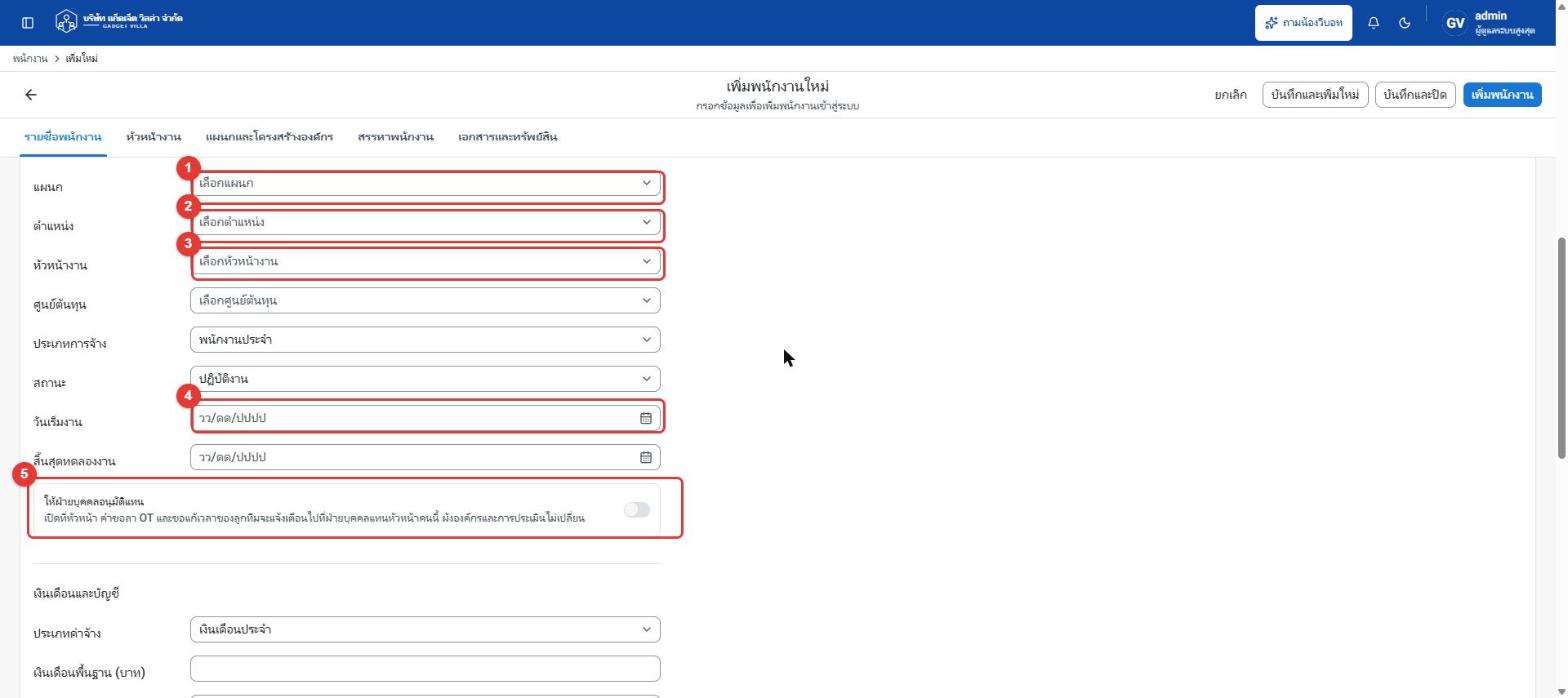 บริษัท แก็ดเจ็ต วิลล่า จำกัด
GADGET VILLA
ถามน้องวีบอท
GV
admin
ผู้ดูแลระบบสูงสุด
พนักงาน > เพิ่มใหม่
เพิ่มพนักงานใหม่
กรอกข้อมูลเพื่อเพิ่มพนักงานเข้าสู่ระบบ
ยกเลิก
บันทึกและเพิ่มใหม่
บันทึกและปิด
เพิ่มพนักงาน
รายชื่อพนักงาน
หัวหน้างาน
แผนกและโครงสร้างองค์กร
สรรหาพนักงาน
เอกสารและทรัพย์สิน
1
แผนก
เลือกแผนก
2
ตำแหน่ง
เลือกตำแหน่ง
3
หัวหน้างาน
เลือกหัวหน้างาน
ศูนย์ต้นทุน
เลือกศูนย์ต้นทุน
ประเภทการจ้าง
พนักงานประจำ
สถานะ
ปฏิบัติงาน
4
วันเริ่มงาน
วว/ดด/ปปปป
สิ้นสุดทดลองงาน
วว/ดด/ปปปป
5
ให้ฝ่ายบุคคลอนุมัติแทน
เปิดที่หัวหน้า คำขอลา OT และขอแก้เวลาของลูกทีมจะแจ้งเตือนไปที่ฝ่ายบุคคลแทนหัวหน้าคนนี้ ผังองค์กรและการประเมินไม่เปลี่ยน
เงินเดือนและบัญชี
ประเภทค่าจ้าง
เงินเดือนประจำ
เงินเดือนพื้นฐาน (บาท)